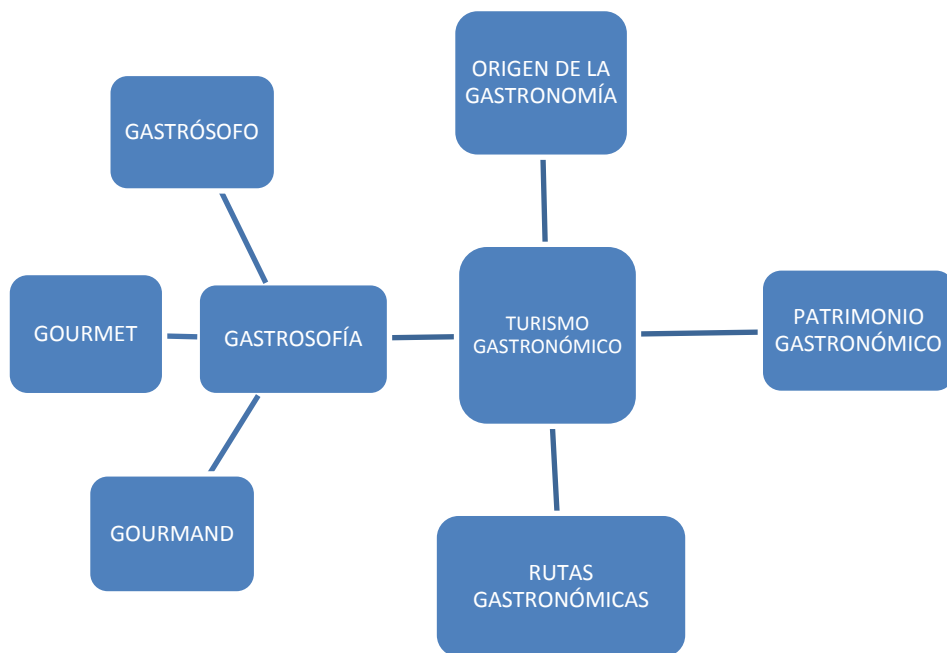 ORIGEN DE LA
GASTRONOMÍA
GASTRÓSOFO
GOURMET
GASTROSOFÍA
TURISMO
GASTRONÓMICO
PATRIMONIO
GASTRONÓMICO
GOURMAND
RUTAS
GASTRONÓMICAS